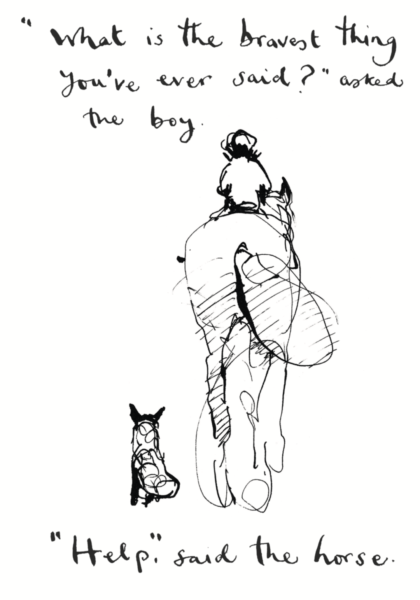 "What is the bravest thing
you've ever said?" asked
the boy.
"Help," said the horse.